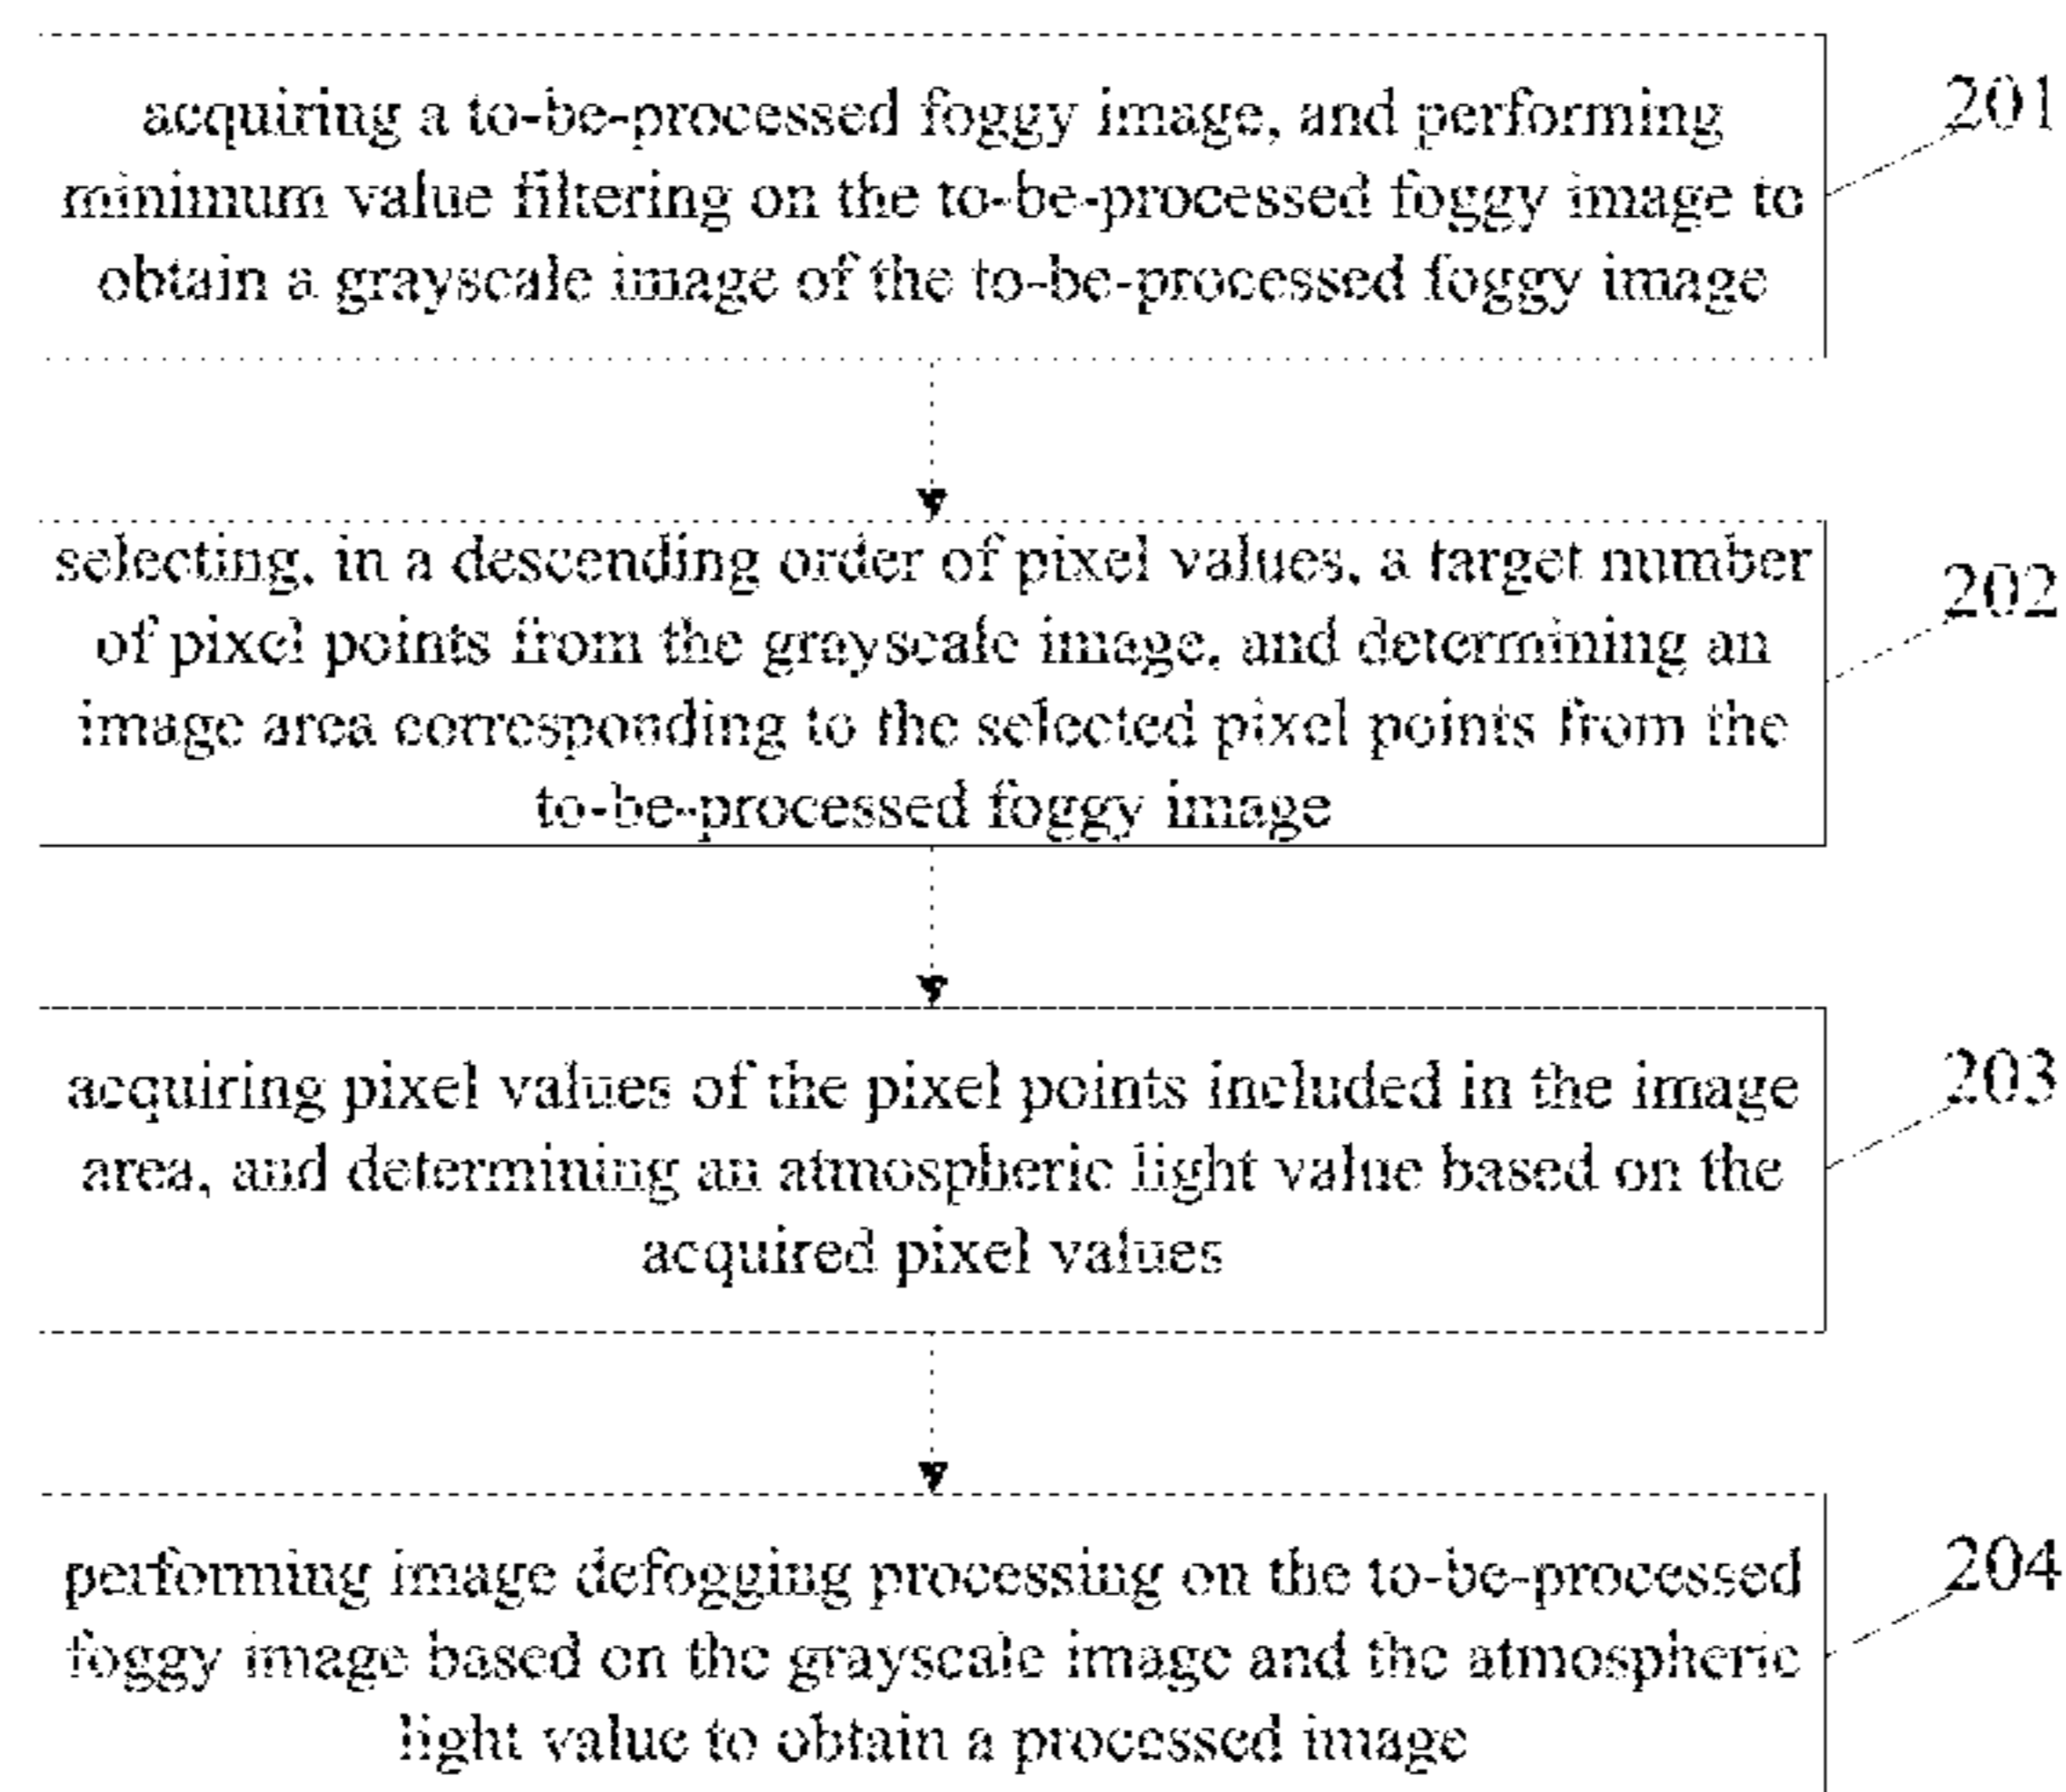 acquiring a to-be-processed foggy image, and performing
minimum value filtering on the to-be-processed foggy image to
obtain a grayscale image of the to-be-processed foggy image
201
selecting, in a descending order of pixel values, a target number
of pixel points from the grayscale image, and determining an
image area corresponding to the selected pixel points from the
to-be-processed foggy image
202
acquiring pixel values of the pixel points included in the image
area, and determining an atmospheric light value based on the
acquired pixel values
203
performing image defogging processing on the to-be-processed
foggy image based on the grayscale image and the atmospheric
light value to obtain a processed image
204